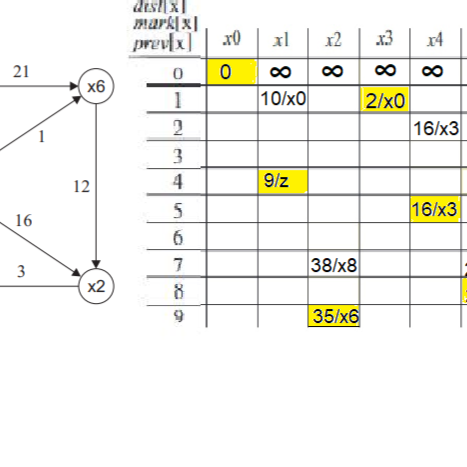 dist[x]
mark[x]
prev[x] x0 x1 x2 x3 x4
0 0 ∞ ∞ ∞ ∞
1 10/x0 2/x0
2 16/x3
3
4 9/z
5 16/x3
6
7 38/x8
8
9 35/x6
21
x6
1
12
16
3
x2